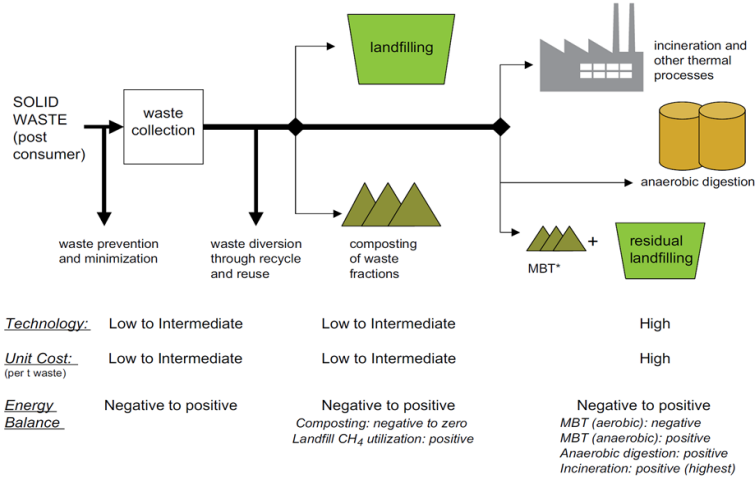 landfilling
incineration and
other thermal
processes
SOLID
WASTE
(post
consumer)
waste
collection
anaerobic digestion
waste prevention
and minimization
waste diversion
through recycle
and reuse
composting
of waste
fractions
MBT*
+
residual
landfilling
Technology:
Low to Intermediate
Low to Intermediate
High
Unit Cost:
(per t waste)
Low to Intermediate
Low to Intermediate
High
Energy
Balance
Negative to positive
Negative to positive
Composting: negative to zero
Landfill CH4 utilization: positive
Negative to positive
MBT (aerobic): negative
MBT (anaerobic): positive
Anaerobic digestion: positive
Incineration: positive (highest)